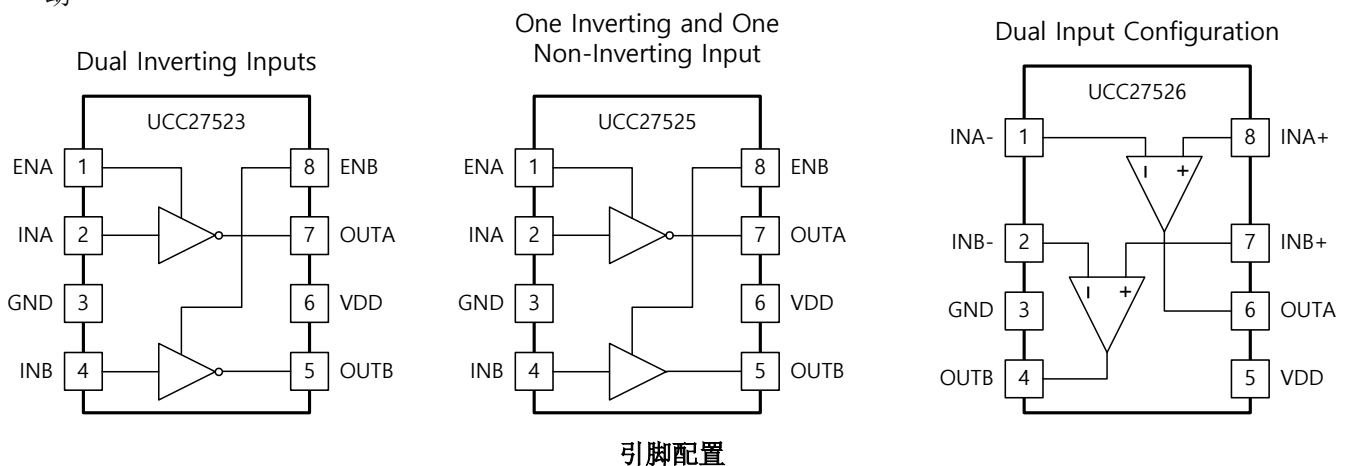 Dual Inverting Inputs
UCC27523
ENA 1 8 ENB
INA 2 7 OUTA
GND 3 6 VDD
INB 4 5 OUTB
One Inverting and One
Non-Inverting Input
UCC27525
ENA 1 8 ENB
INA 2 7 OUTA
GND 3 6 VDD
INB 4 5 OUTB
Dual Input Configuration
UCC27526
INA- 1 8 INA+
- +
INB- 2 7 INB+
- +
GND 3 6 OUTA
OUTB 4 5 VDD
引脚配置